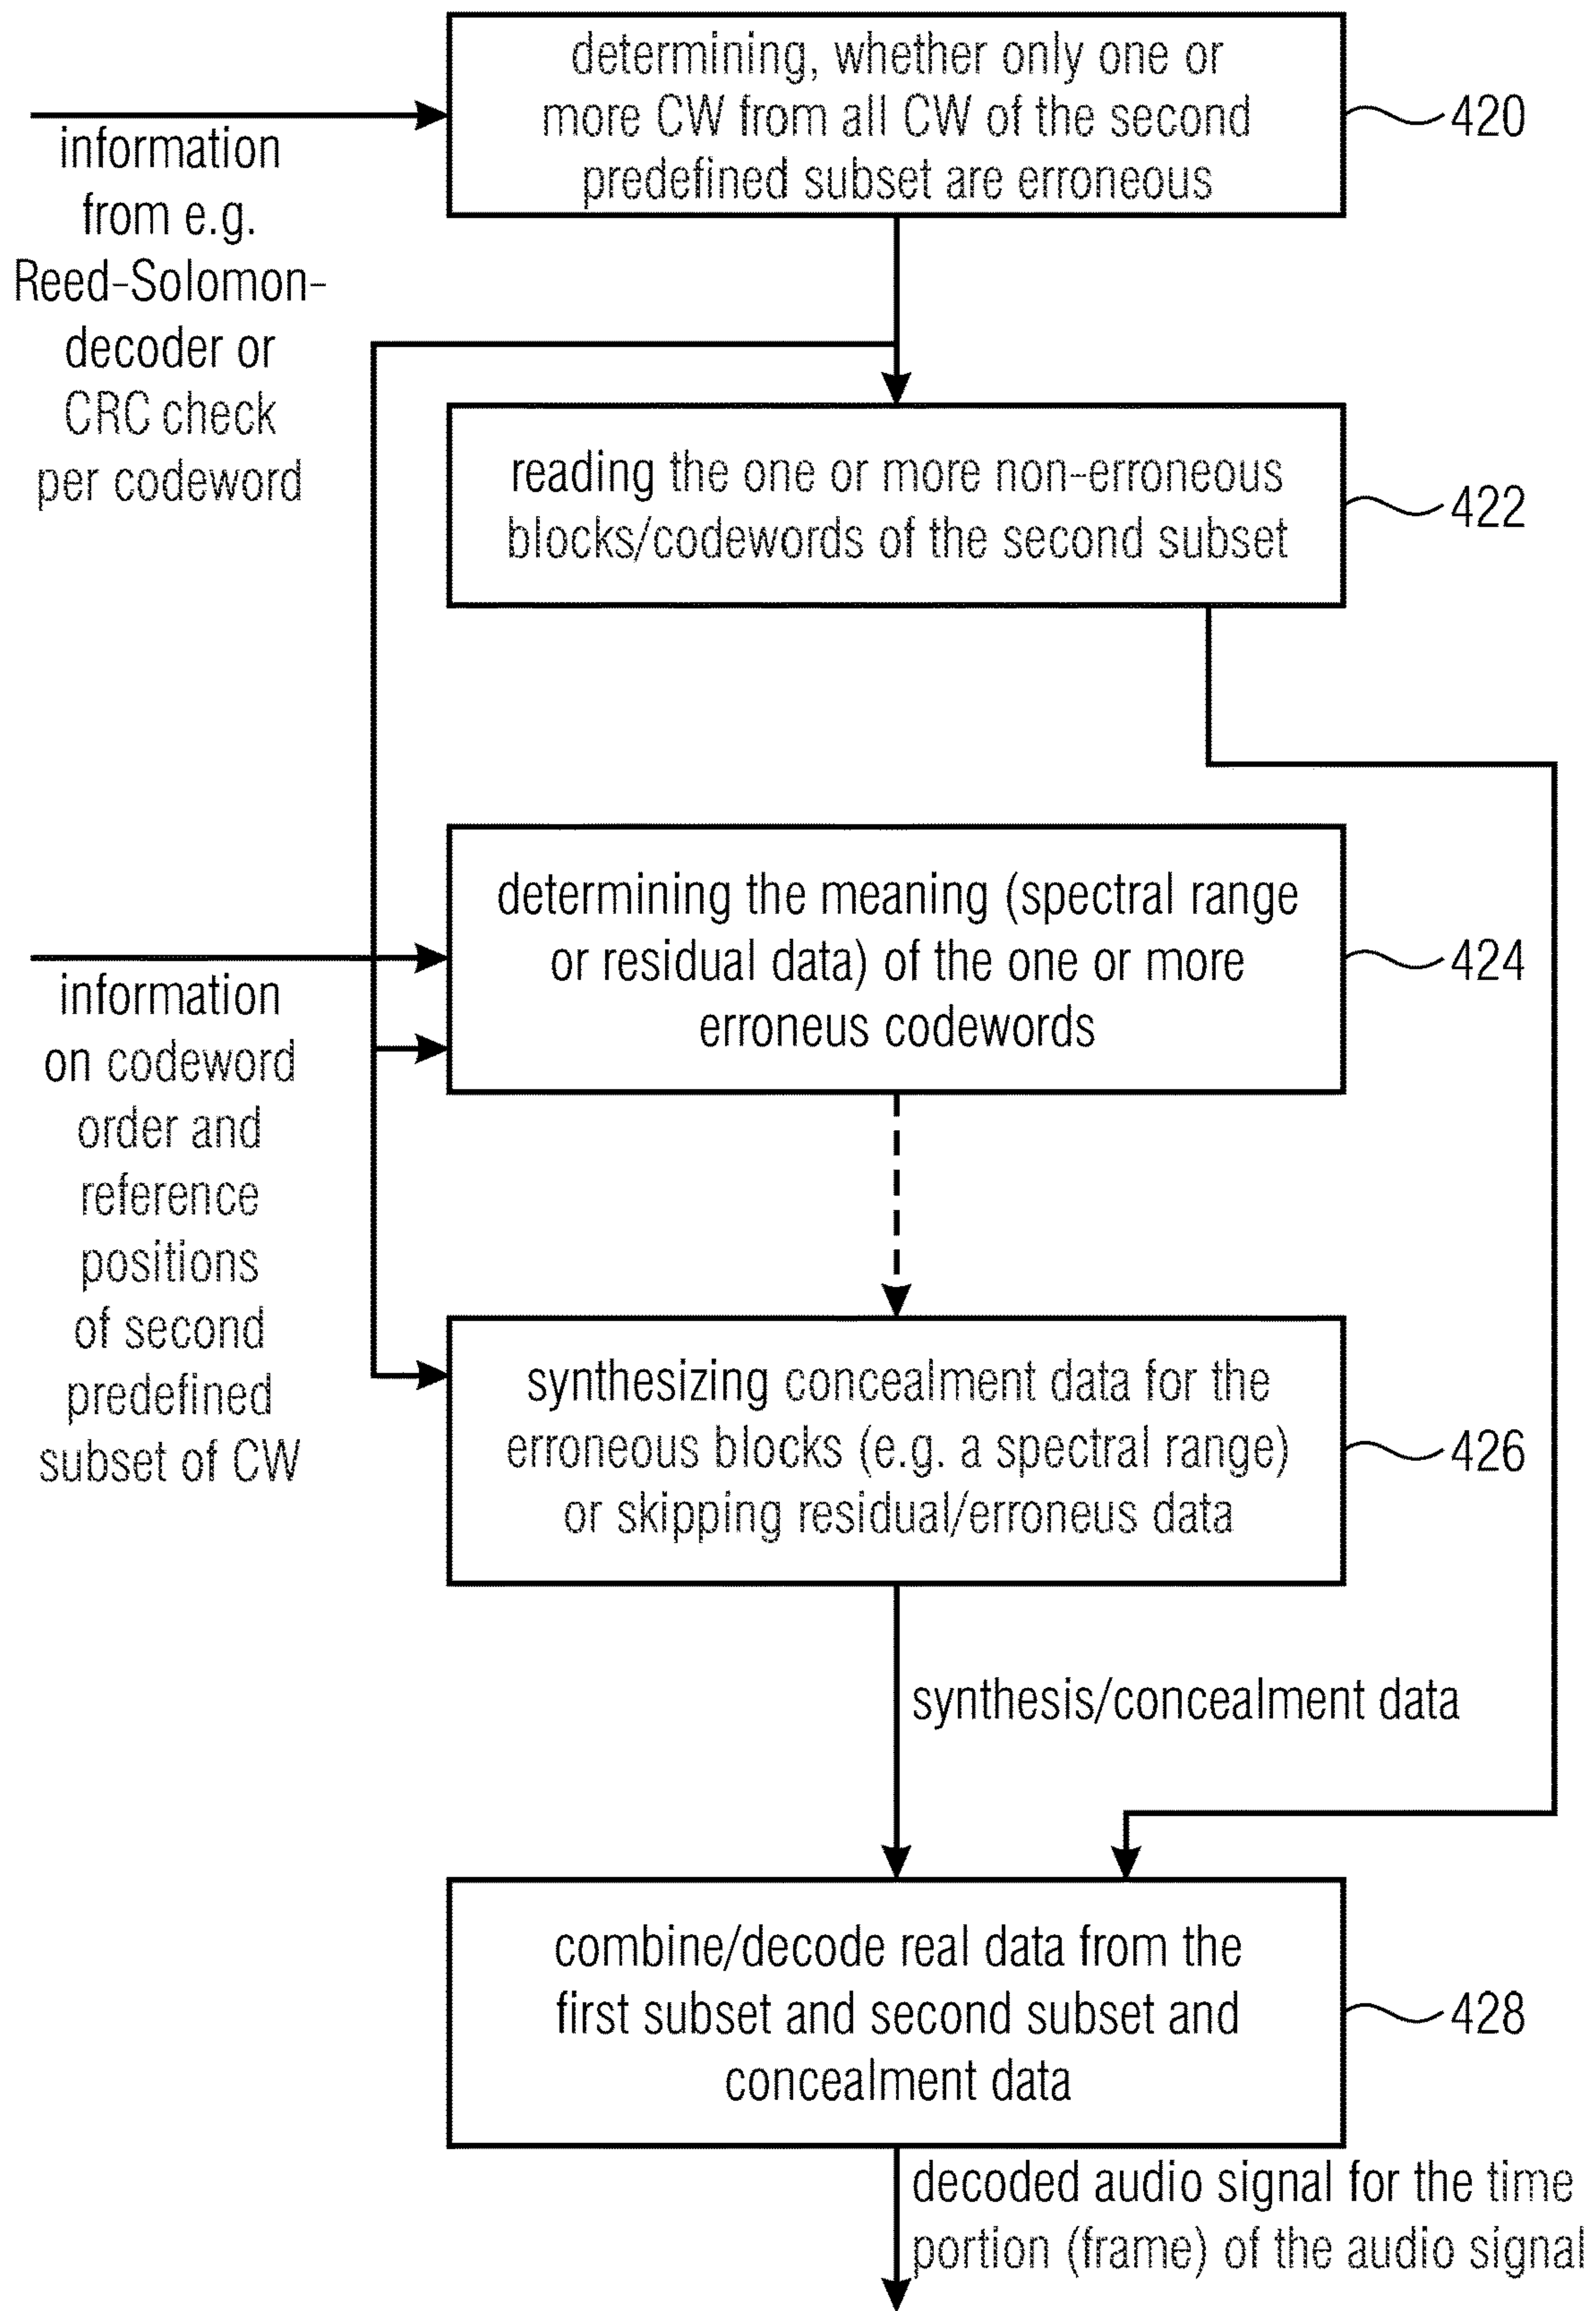 determining, whether only one or
more CW from all CW of the second
predefined subset are erroneous
420
information
from e.g.
Reed-Solomon-
decoder or
CRC check
per codeword
reading the one or more non-erroneous
blocks/codewords of the second subset
422
determining the meaning (spectral range
or residual data) of the one or more
erroneus codewords
424
information
on codeword
order and
reference
positions
of second
predefined
subset of CW
synthesizing concealment data for the
erroneous blocks (e.g. a spectral range)
or skipping residual/erroneus data
426
synthesis/concealment data
combine/decode real data from the
first subset and second subset and
concealment data
428
decoded audio signal for the time
portion (frame) of the audio signal